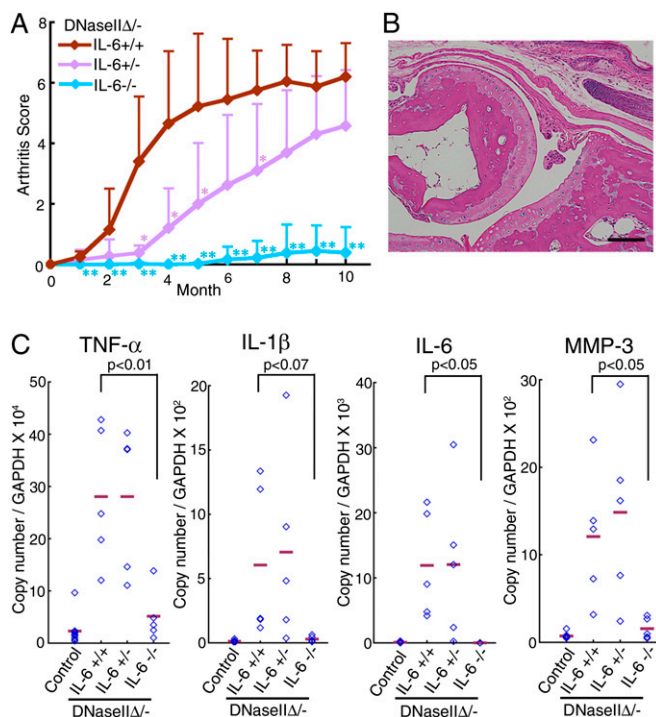 A
DNaseIIΔ/-
IL-6+/+
IL-6+/-
IL-6-/-
Arthritis Score
8
6
4
2
0
*
*
*
*
** ** ** ** ** ** ** ** ** **
0 2 4 6 8 10
Month
B
C
TNF-α
p<0.01
Copy number / GAPDH X 10⁴
50
40
30
20
10
0
Control
IL-6 +/+
IL-6 +/-
IL-6 -/-
DNaseIIΔ/-
IL-1β
p<0.07
Copy number / GAPDH X 10²
20
15
10
5
0
Control
IL-6 +/+
IL-6 +/-
IL-6 -/-
DNaseIIΔ/-
IL-6
p<0.05
Copy number / GAPDH X 10³
40
30
20
10
0
Control
IL-6 +/+
IL-6 +/-
IL-6 -/-
DNaseIIΔ/-
MMP-3
p<0.05
Copy number / GAPDH X 10²
30
20
10
0
Control
IL-6 +/+
IL-6 +/-
IL-6 -/-
DNaseIIΔ/-